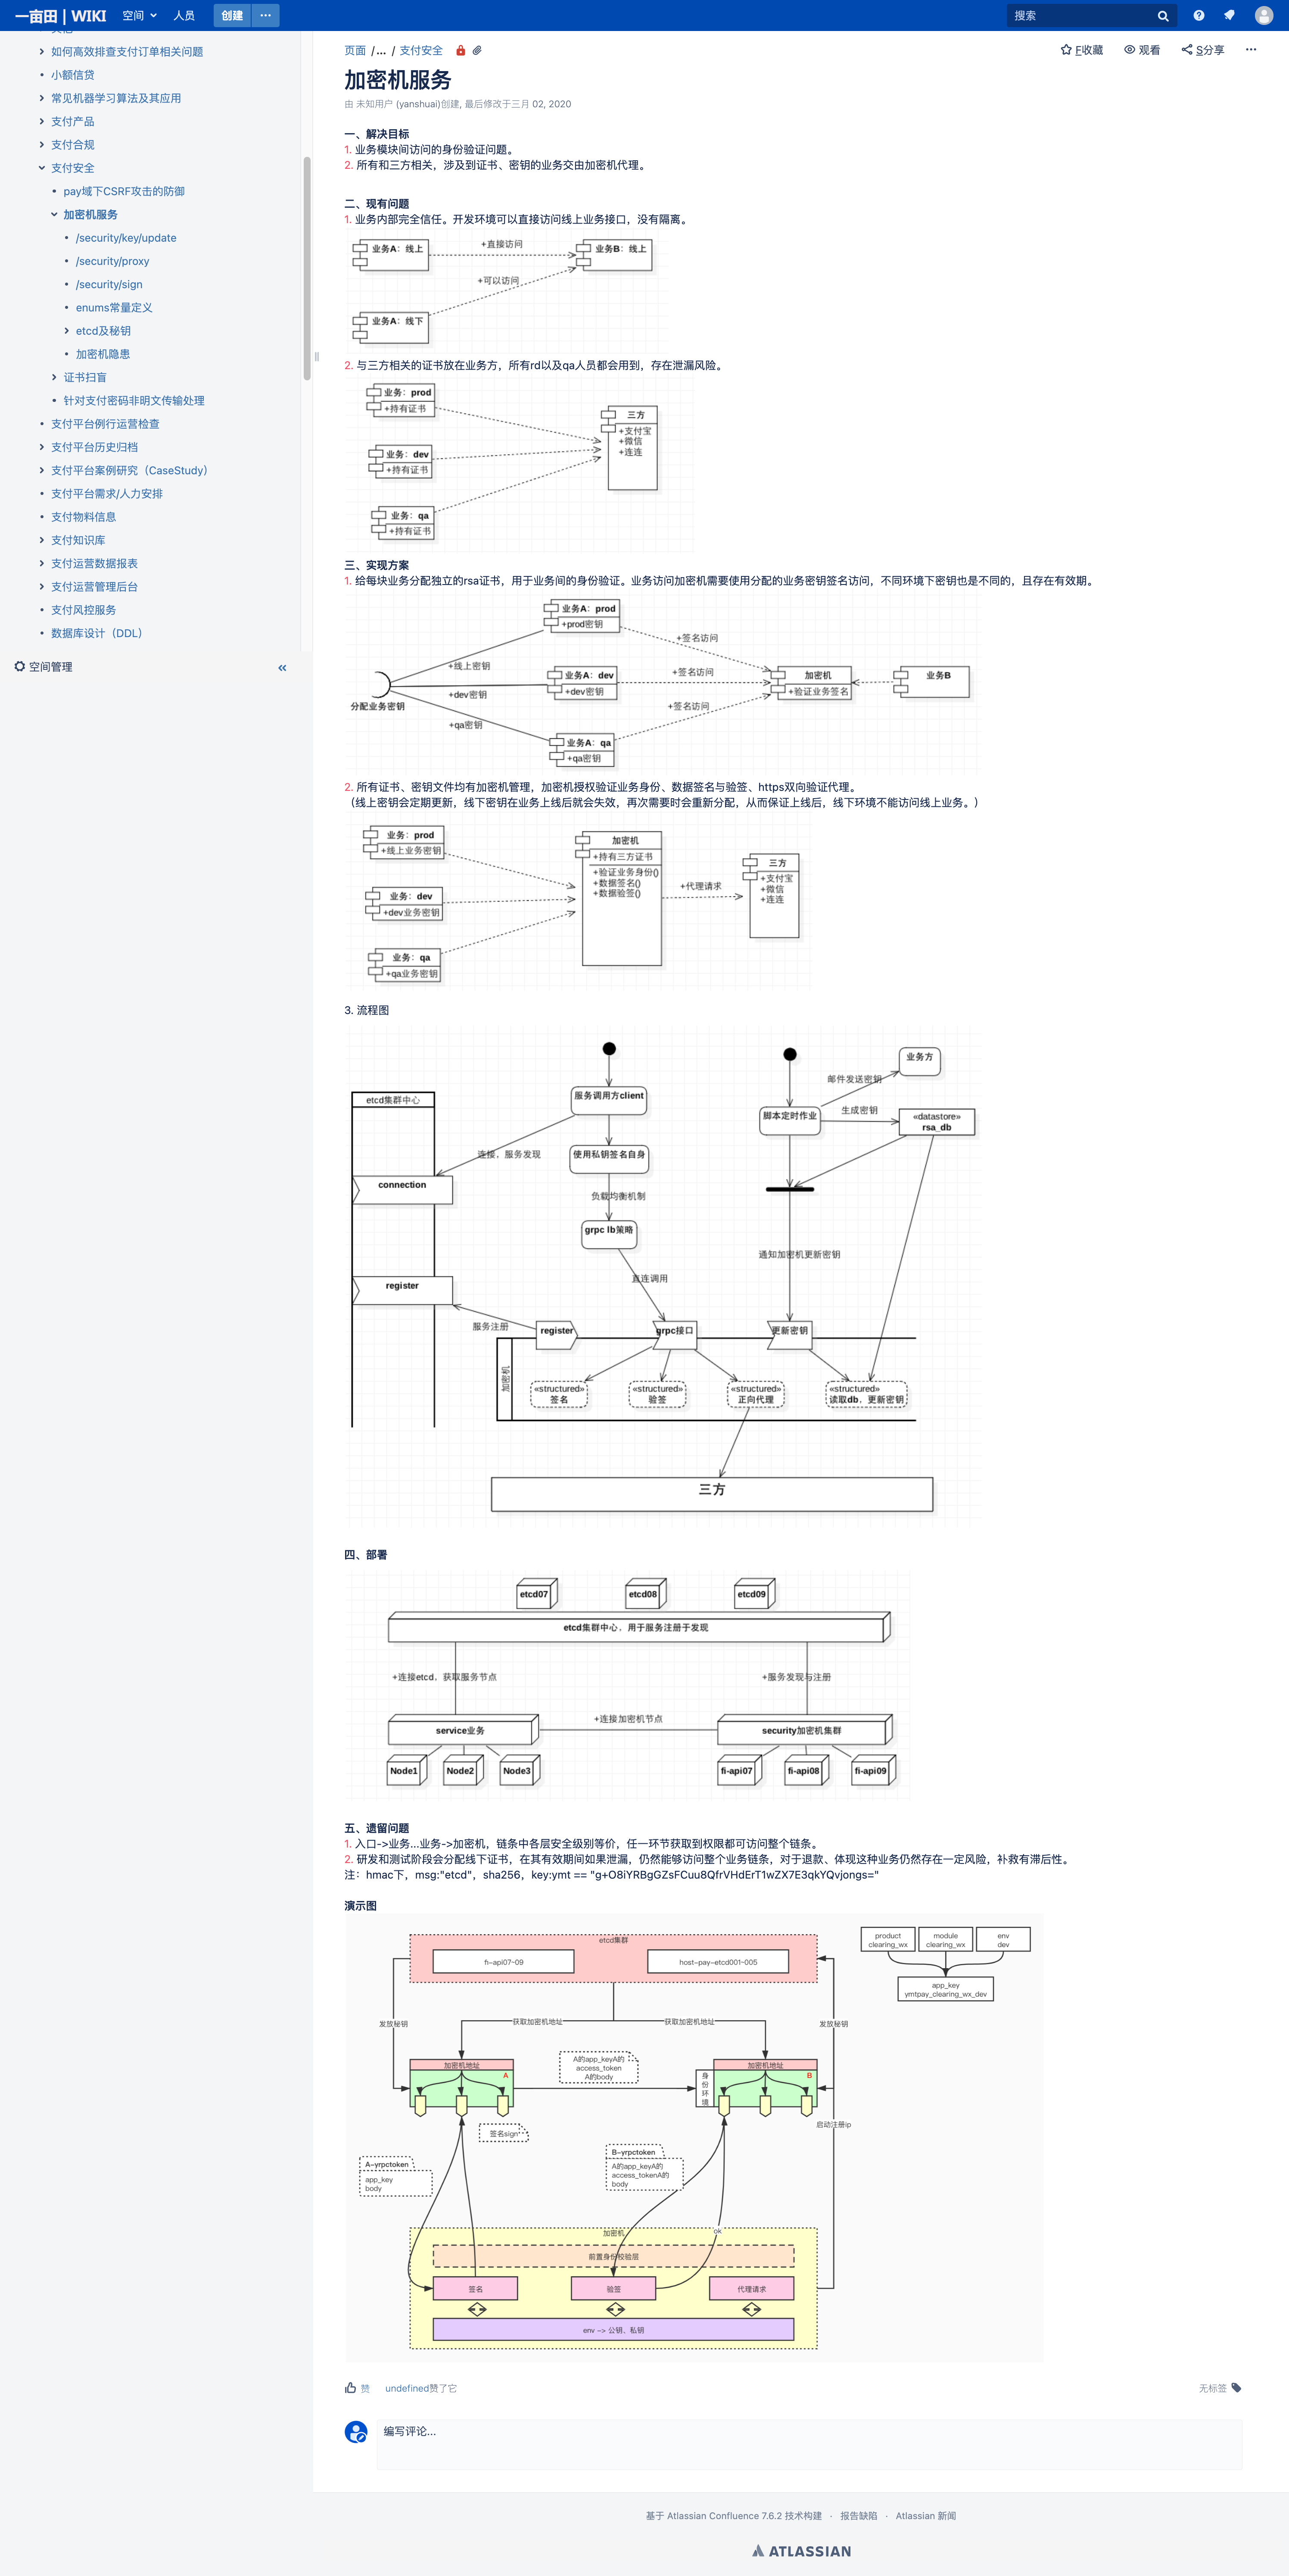 一亩田 | WIKI 空间 人员 创建 ··· 搜索
如何高效排查支付订单相关问题
小额信贷
常见机器学习算法及其应用
支付产品
支付合规
支付安全
pay域下CSRF攻击的防御
加密机服务
/security/key/update
/security/proxy
/security/sign
enums常量定义
etcd及秘钥
加密机隐患
证书扫盲
针对支付密码非明文传输处理
支付平台例行运营检查
支付平台历史归档
支付平台案例研究（CaseStudy）
支付平台需求/人力安排
支付物料信息
支付知识库
支付运营数据报表
支付运营管理后台
支付风控服务
数据库设计（DDL）
空间管理
页面 /... / 支付安全
F收藏 观看 S分享 ···
加密机服务
由 未知用户 (yanshuai)创建, 最后修改于三月 02, 2020
一、解决目标
1. 业务模块间访问的身份验证问题。
2. 所有和三方相关，涉及到证书、密钥的业务交由加密机代理。
二、现有问题
1. 业务内部完全信任。开发环境可以直接访问线上业务接口，没有隔离。
业务A：线上
+直接访问
业务B：线上
+可以访问
业务A：线下
2. 与三方相关的证书放在业务方，所有rd以及qa人员都会用到，存在泄漏风险。
业务：prod
+持有证书
业务：dev
+持有证书
业务：qa
+持有证书
三方
+支付宝
+微信
+连连
三、实现方案
1. 给每块业务分配独立的rsa证书，用于业务间的身份验证。业务访问加密机需要使用分配的业务密钥签名访问，不同环境下密钥也是不同的，且存在有效期。
分配业务密钥
+线上密钥
+dev密钥
+qa密钥
业务A：prod
+prod密钥
业务A：dev
+dev密钥
业务A：qa
+qa密钥
+签名访问
+签名访问
+签名访问
加密机
+验证业务签名
业务B
2. 所有证书、密钥文件均有加密机管理，加密机授权验证业务身份、数据签名与验签、https双向验证代理。
（线上密钥会定期更新，线下密钥在业务上线后就会失效，再次需要时会重新分配，从而保证上线后，线下环境不能访问线上业务。）
业务：prod
+线上业务密钥
业务：dev
+dev业务密钥
业务：qa
+qa业务密钥
加密机
+持有三方证书
+验证业务身份()
+数据签名()
+数据验签()
+代理请求
三方
+支付宝
+微信
+连连
3. 流程图
etcd集群中心
服务调用方client
连接，服务发现
使用私钥签名自身
connection
负载均衡机制
grpc lb策略
直连调用
register
服务注册
register
grpc接口
更新密钥
业务方
邮件发送密钥
脚本定时作业
生成密钥
«datastore»
rsa_db
通知加密机更新密钥
加密机
«structured»
签名
«structured»
验签
«structured»
正向代理
«structured»
读取db，更新密钥
三方
四、部署
etcd07 etcd08 etcd09
etcd集群中心，用于服务注册于发现
+连接etcd，获取服务节点
+服务发现与注册
service业务
+连接加密机节点
security加密机集群
Node1 Node2 Node3
fi-api07 fi-api08 fi-api09
五、遗留问题
1. 入口->业务...业务->加密机，链条中各层安全级别等价，任一环节获取到权限都可访问整个链条。
2. 研发和测试阶段会分配线下证书，在其有效期间如果泄漏，仍然能够访问整个业务链条，对于退款、体现这种业务仍然存在一定风险，补救有滞后性。
注：hmac下，msg:"etcd"，sha256，key:ymt == "g+O8iYRBgGZsFCuu8QfrVHdErT1wZX7E3qkYQvjongs="
演示图
etcd集群
fi-api07-09
host-pay-etcd001-005
product
clearing_wx
module
clearing_wx
env
dev
app_key
ymtpay_clearing_wx_dev
发放秘钥
获取加密机地址
获取加密机地址
发放秘钥
加密机地址
A
A的app_keyA的
access_token
A的body
身份环境
加密机地址
B
签名sign
启动注册ip
A-yrpctoken
app_key
body
B-yrpctoken
A的app_keyA的
access_tokenA的
body
ok
加密机
前置身份校验层
签名
验签
代理请求
env -> 公钥、私钥
赞 undefined赞了它
无标签
编写评论...
基于 Atlassian Confluence 7.6.2 技术构建 · 报告缺陷 · Atlassian 新闻
ATLASSIAN